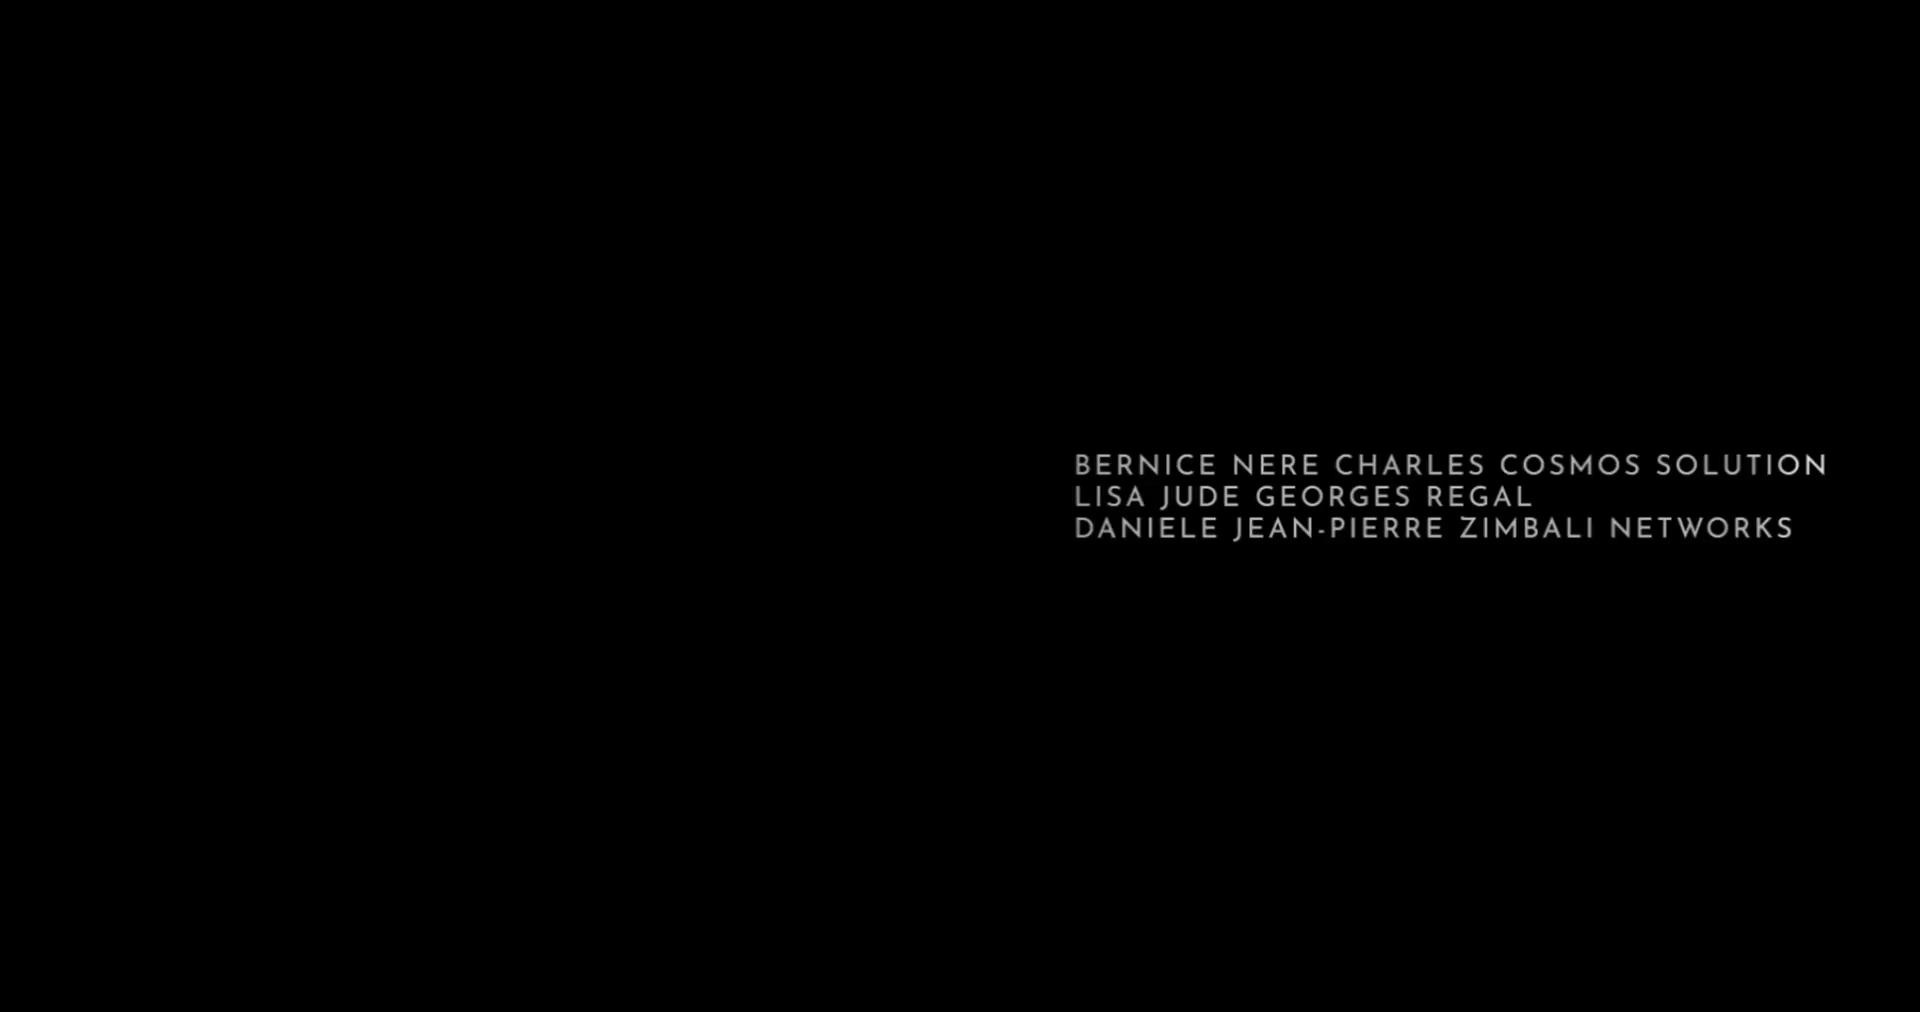 BERNICE NERE CHARLES COSMOS SOLUTION
LISA JUDE GEORGES REGAL
DANIELE JEAN-PIERRE ZIMBALI NETWORKS